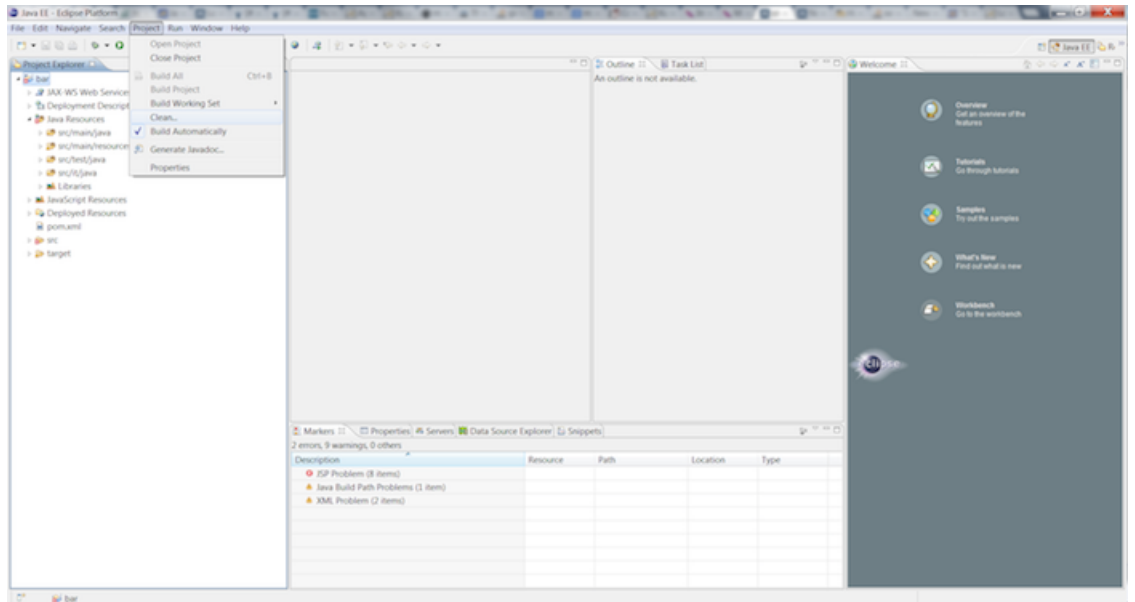 Java EE - Eclipse Platform
File Edit Navigate Search Project Run Window Help
Open Project
Close Project
Build All Ctrl+B
Build Project
Build Working Set
Clean...
Build Automatically
Generate Javadoc...
Properties
Java EE
Project Explorer
bar
JAX-WS Web Services
Deployment Descript
Java Resources
src/main/java
src/main/resources
src/test/java
src/it/java
Libraries
JavaScript Resources
Deployed Resources
pom.xml
src
target
Outline Task List
An outline is not available.
Welcome
Overview
Get an overview of the
features
Tutorials
Go through tutorials
Samples
Try out the samples
What's New
Find out what is new
Workbench
Go to the workbench
eclipse
Markers Properties Servers Data Source Explorer Snippets
2 errors, 9 warnings, 0 others
Description Resource Path Location Type
JSP Problem (8 items)
Java Build Path Problems (1 item)
XML Problem (2 items)
bar